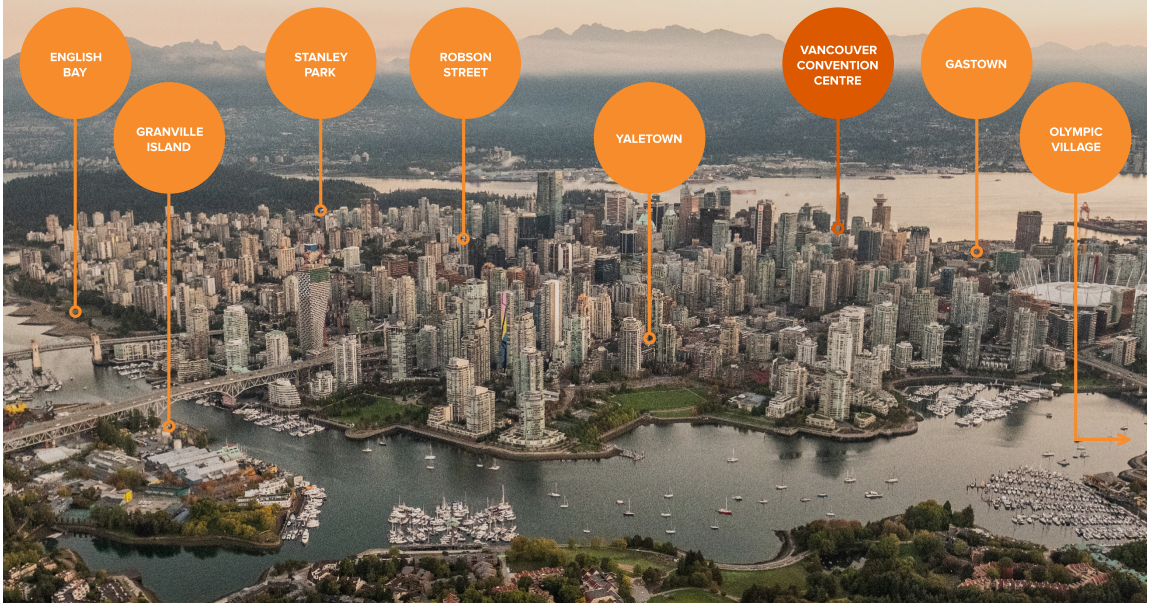 ENGLISH
BAY
GRANVILLE
ISLAND
STANLEY
PARK
ROBSON
STREET
YALETOWN
VANCOUVER
CONVENTION
CENTRE
GASTOWN
OLYMPIC
VILLAGE